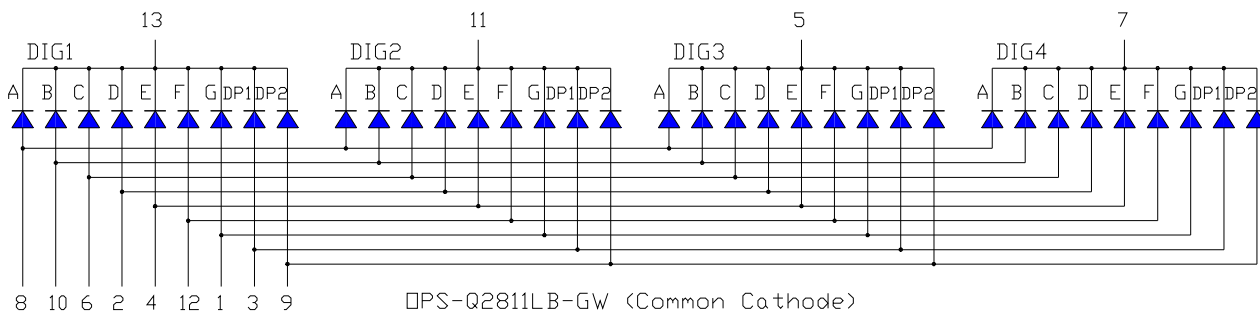 13 11 5 7
DIG1 DIG2 DIG3 DIG4
A B C D E F G DP1 DP2 A B C D E F G DP1 DP2 A B C D E F G DP1 DP2 A B C D E F G DP1 DP2
8 10 6 2 4 12 1 3 9 OPS-Q2811LB-GW (Common Cathode)